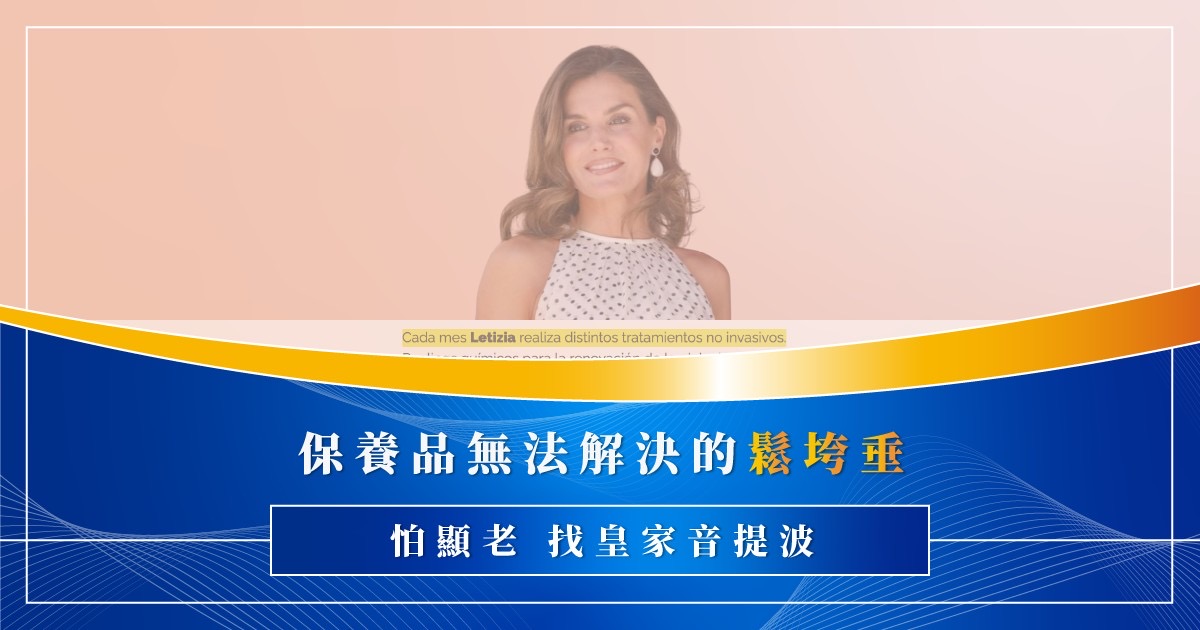 Cada mes Letizia realiza distintos tratamientos no invasivos.
保養品無法解決的鬆垮垂
怕顯老 找皇家音提波